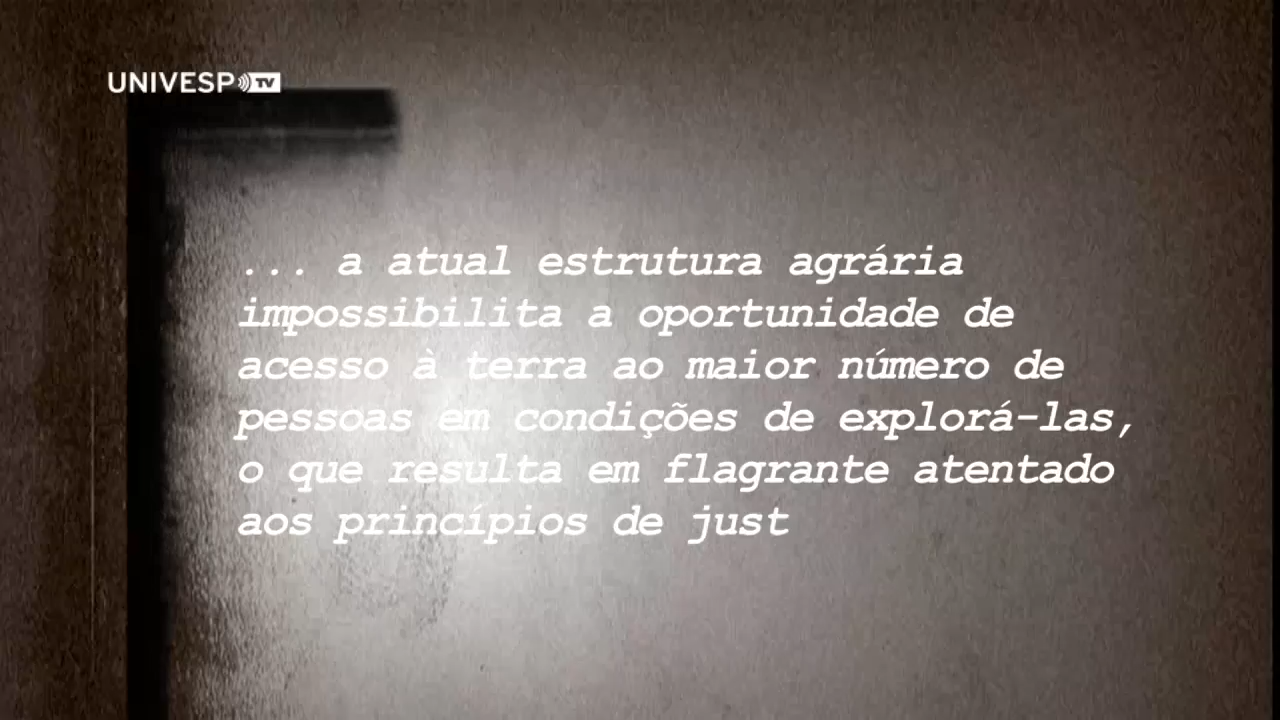 UNIVESP TV
... a atual estrutura agrária
impossibilita a oportunidade de
acesso à terra ao maior número de
pessoas em condições de explorá-las,
o que resulta em flagrante atentado
aos princípios de just